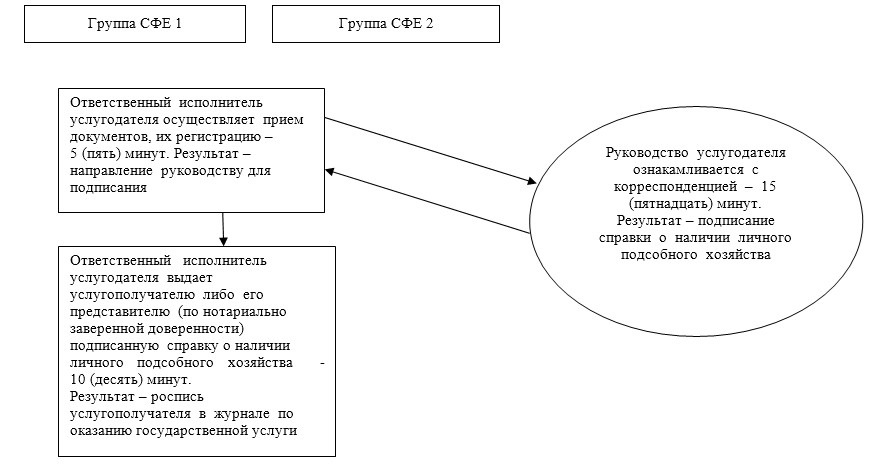 Группа СФЕ 1
Группа СФЕ 2
Ответственный исполнитель
услугодателя осуществляет прием
документов, их регистрацию –
5 (пять) минут. Результат –
направление руководству для
подписания
Руководство услугодателя
ознакамливается с
корреспонденцией – 15
(пятнадцать) минут.
Результат – подписание
справки о наличии личного
подсобного хозяйства
Ответственный исполнитель
услугодателя выдает
услугополучателю либо его
представителю (по нотариально
заверенной доверенности)
подписанную справку о наличии
личного подсобного хозяйства -
10 (десять) минут.
Результат – роспись
услугополучателя в журнале по
оказанию государственной услуги